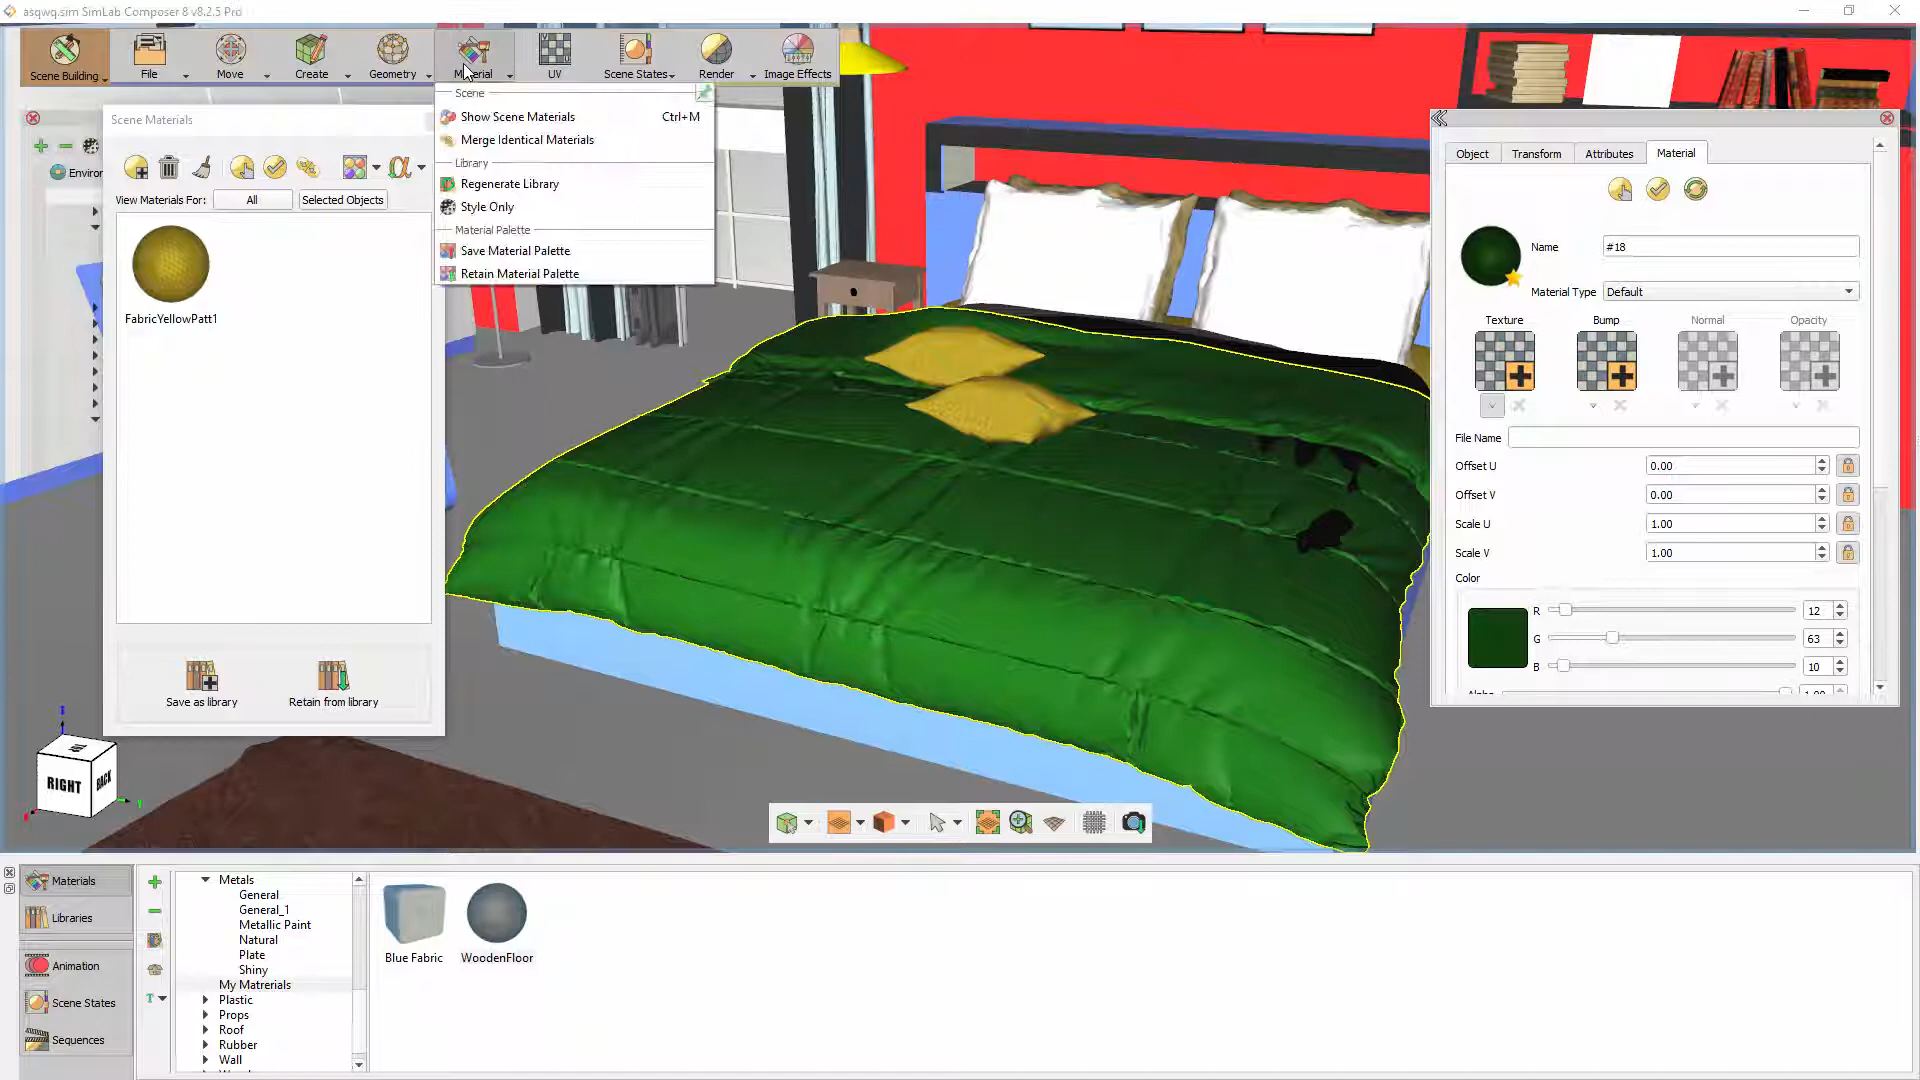 asqwq.sim SimLab Composer 8 v8.2.5 Pro
Scene Building
File
Move
Create
Geometry
Material
UV
Scene States
Render
Image Effects
Scene
Show Scene Materials Ctrl+M
Merge Identical Materials
Library
Regenerate Library
Style Only
Material Palette
Save Material Palette
Retain Material Palette
Scene Materials
Environ
View Materials For: All Selected Objects
FabricYellowPatt1
Save as library
Retain from library
Object Transform Attributes Material
Name #18
Material Type Default
Texture Bump Normal Opacity
File Name
Offset U 0.00
Offset V 0.00
Scale U 1.00
Scale V 1.00
Color
R 12
G 63
B 10
Alpha 1.00
RIGHT
BACK
Materials
Libraries
Animation
Scene States
Sequences
Metals
General
General_1
Metallic Paint
Natural
Plate
Shiny
My Matrerials
Plastic
Props
Roof
Rubber
Wall
Blue Fabric
WoodenFloor